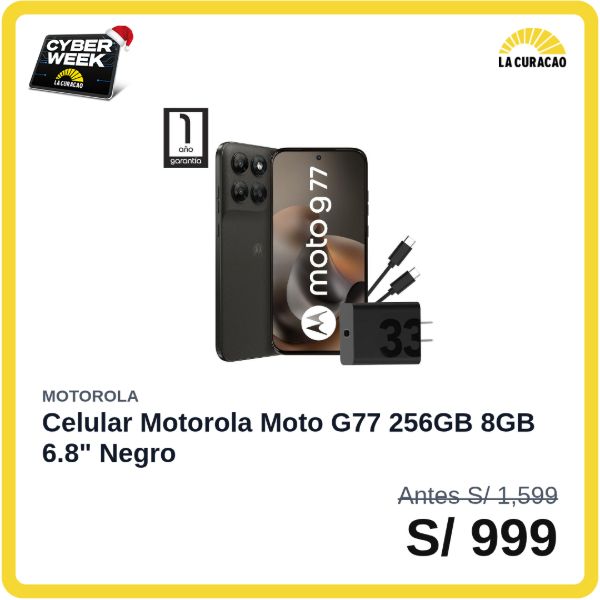 CYBER
WEEK
LA CURACAO
LA CURACAO
1
año
garantía
moto g77
33
MOTOROLA
Celular Motorola Moto G77 256GB 8GB
6.8" Negro
Antes S/ 1,599
S/ 999